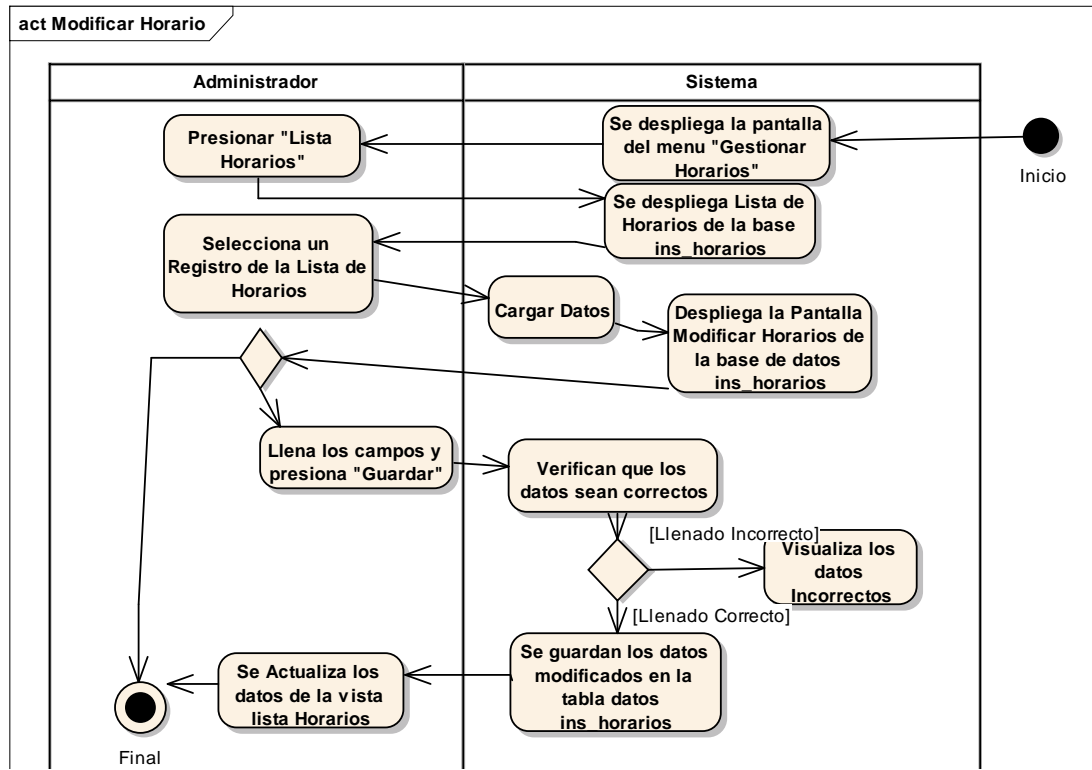 act Modificar Horario
Administrador
Sistema
Presionar "Lista
Horarios"
Se despliega la pantalla
del menu "Gestionar
Horarios"
Inicio
Se despliega Lista de
Horarios de la base
ins_horarios
Selecciona un
Registro de la Lista de
Horarios
Cargar Datos
Despliega la Pantalla
Modificar Horarios de
la base de datos
ins_horarios
Llena los campos y
presiona "Guardar"
Verifican que los
datos sean correctos
[Llenado Incorrecto]
Visualiza los
datos
Incorrectos
[Llenado Correcto]
Se guardan los datos
modificados en la
tabla datos
ins_horarios
Se Actualiza los
datos de la vista
lista Horarios
Final